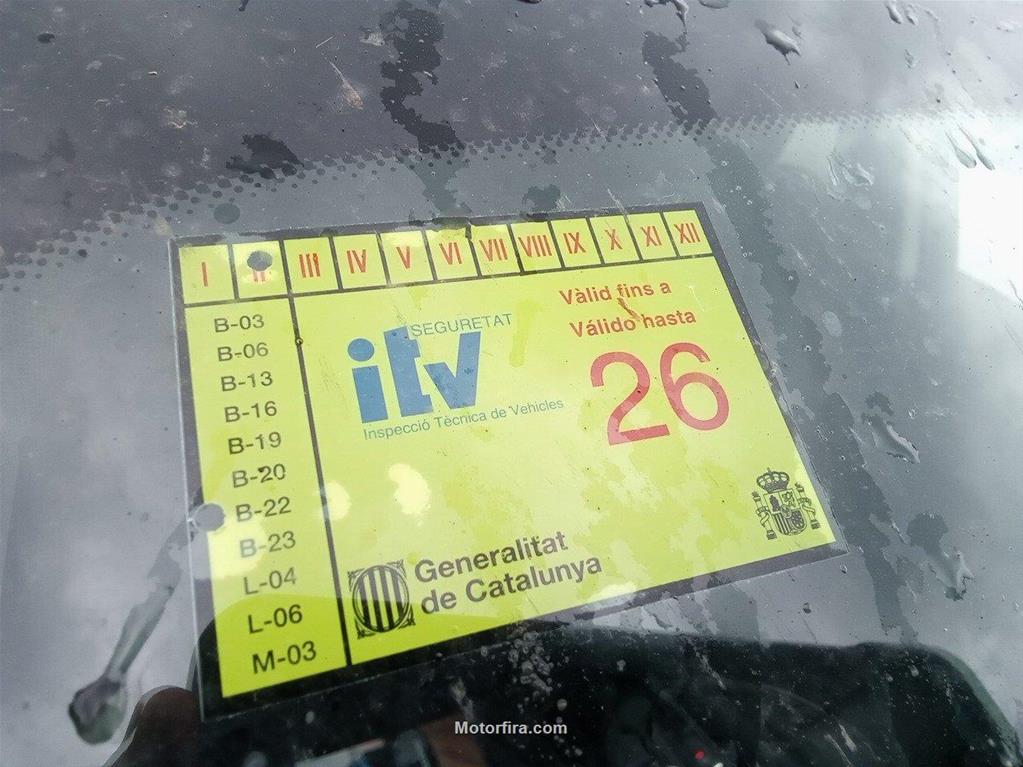 I II III IV V VI VII VIII IX X XI XII
B-03
B-06
B-13
B-16
B-19
B-20
B-22
B-23
L-04
L-06
M-03
SEGURETAT
itv
Inspecció Tècnica de Vehicles
Vàlid fins a
Válido hasta
26
Generalitat
de Catalunya
Motorfira.com